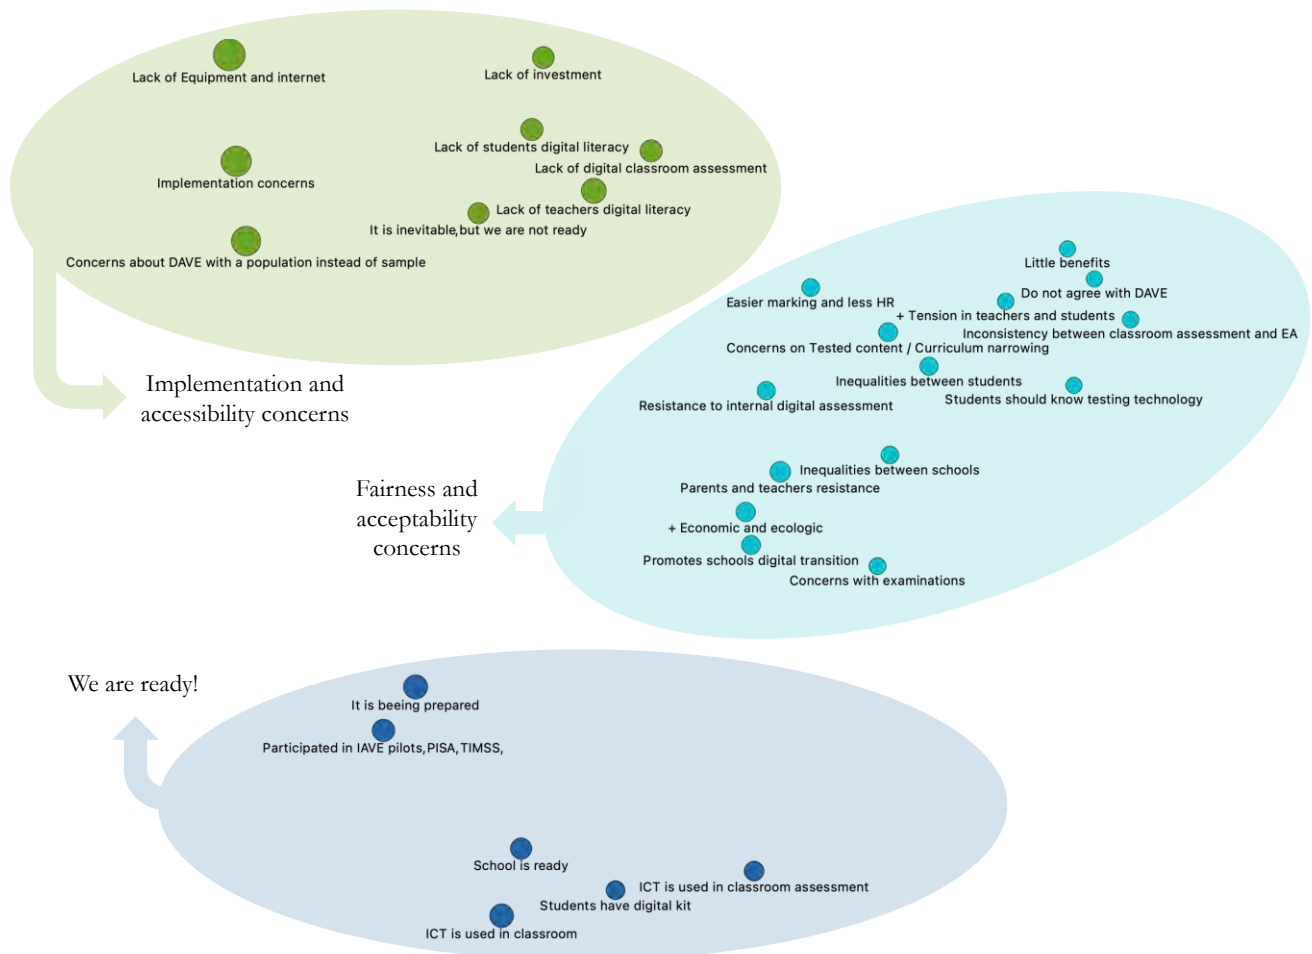 Lack of Equipment and internet
Lack of investment
Lack of students digital literacy
Lack of digital classroom assessment
Implementation concerns
Lack of teachers digital literacy
It is inevitable, but we are not ready
Concerns about DAVE with a population instead of sample
Implementation and
accessibility concerns
Little benefits
Do not agree with DAVE
Easier marking and less HR
+ Tension in teachers and students
Inconsistency between classroom assessment and EA
Concerns on Tested content / Curriculum narrowing
Inequalities between students
Students should know testing technology
Resistance to internal digital assessment
Inequalities between schools
Parents and teachers resistance
+ Economic and ecologic
Promotes schools digital transition
Concerns with examinations
Fairness and
acceptability
concerns
We are ready!
It is beeing prepared
Participated in IAVE pilots, PISA, TIMSS,
School is ready
ICT is used in classroom assessment
Students have digital kit
ICT is used in classroom